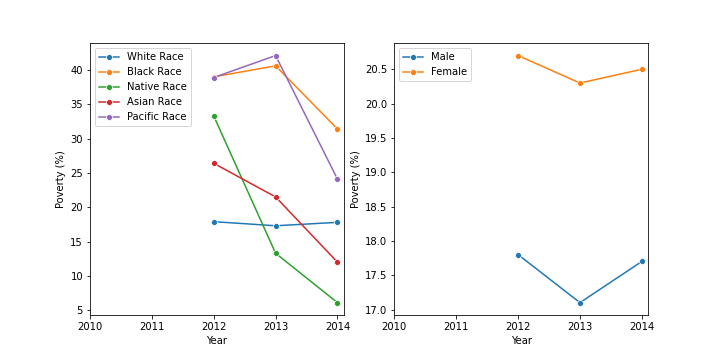 White Race
Black Race
Native Race
Asian Race
Pacific Race
40
35
30
25
20
15
10
5
Poverty (%)
2010 2011 2012 2013 2014
Year
Male
Female
20.5
20.0
19.5
19.0
18.5
18.0
17.5
17.0
Poverty (%)
2010 2011 2012 2013 2014
Year